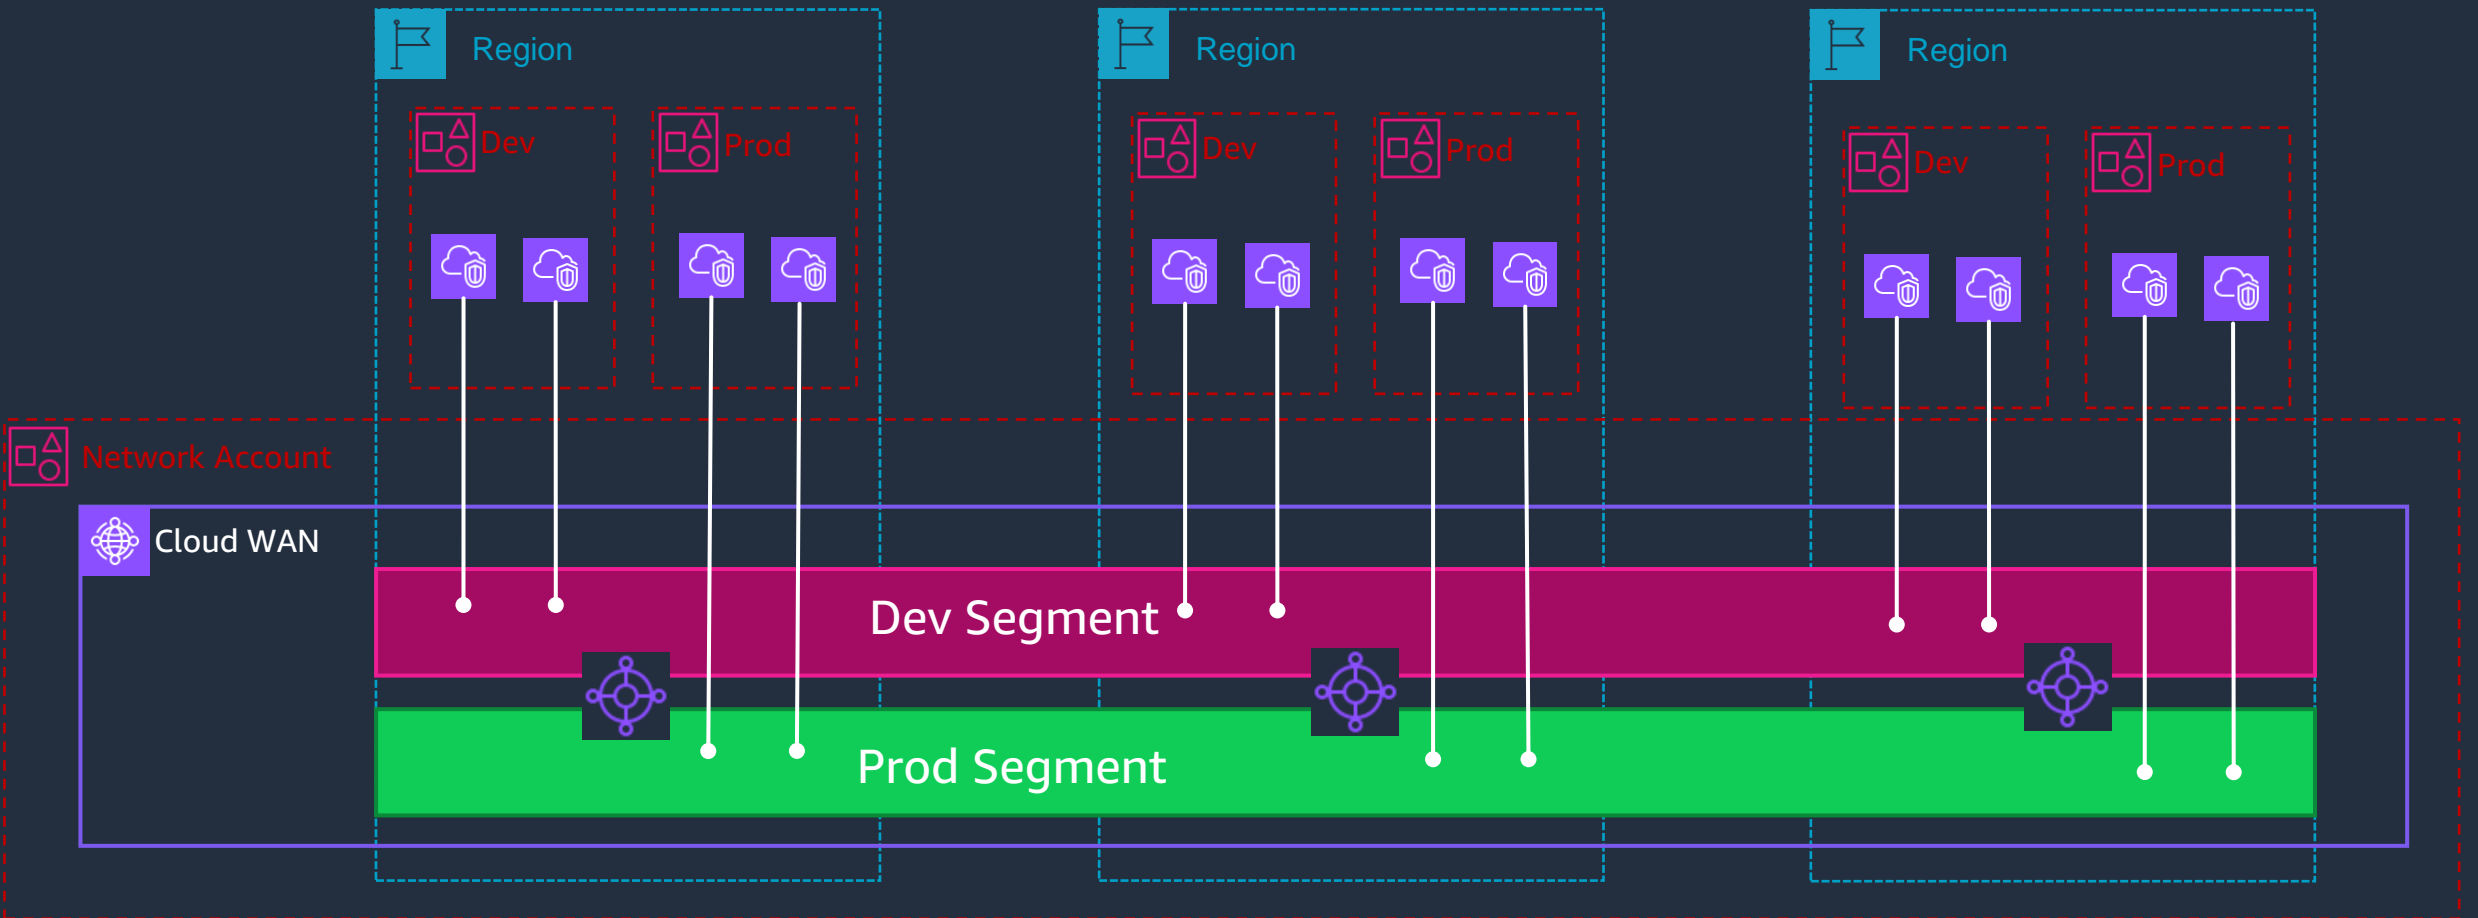 Region
Region
Region
Dev
Prod
Dev
Prod
Dev
Prod
Network Account
Cloud WAN
Dev Segment
Prod Segment